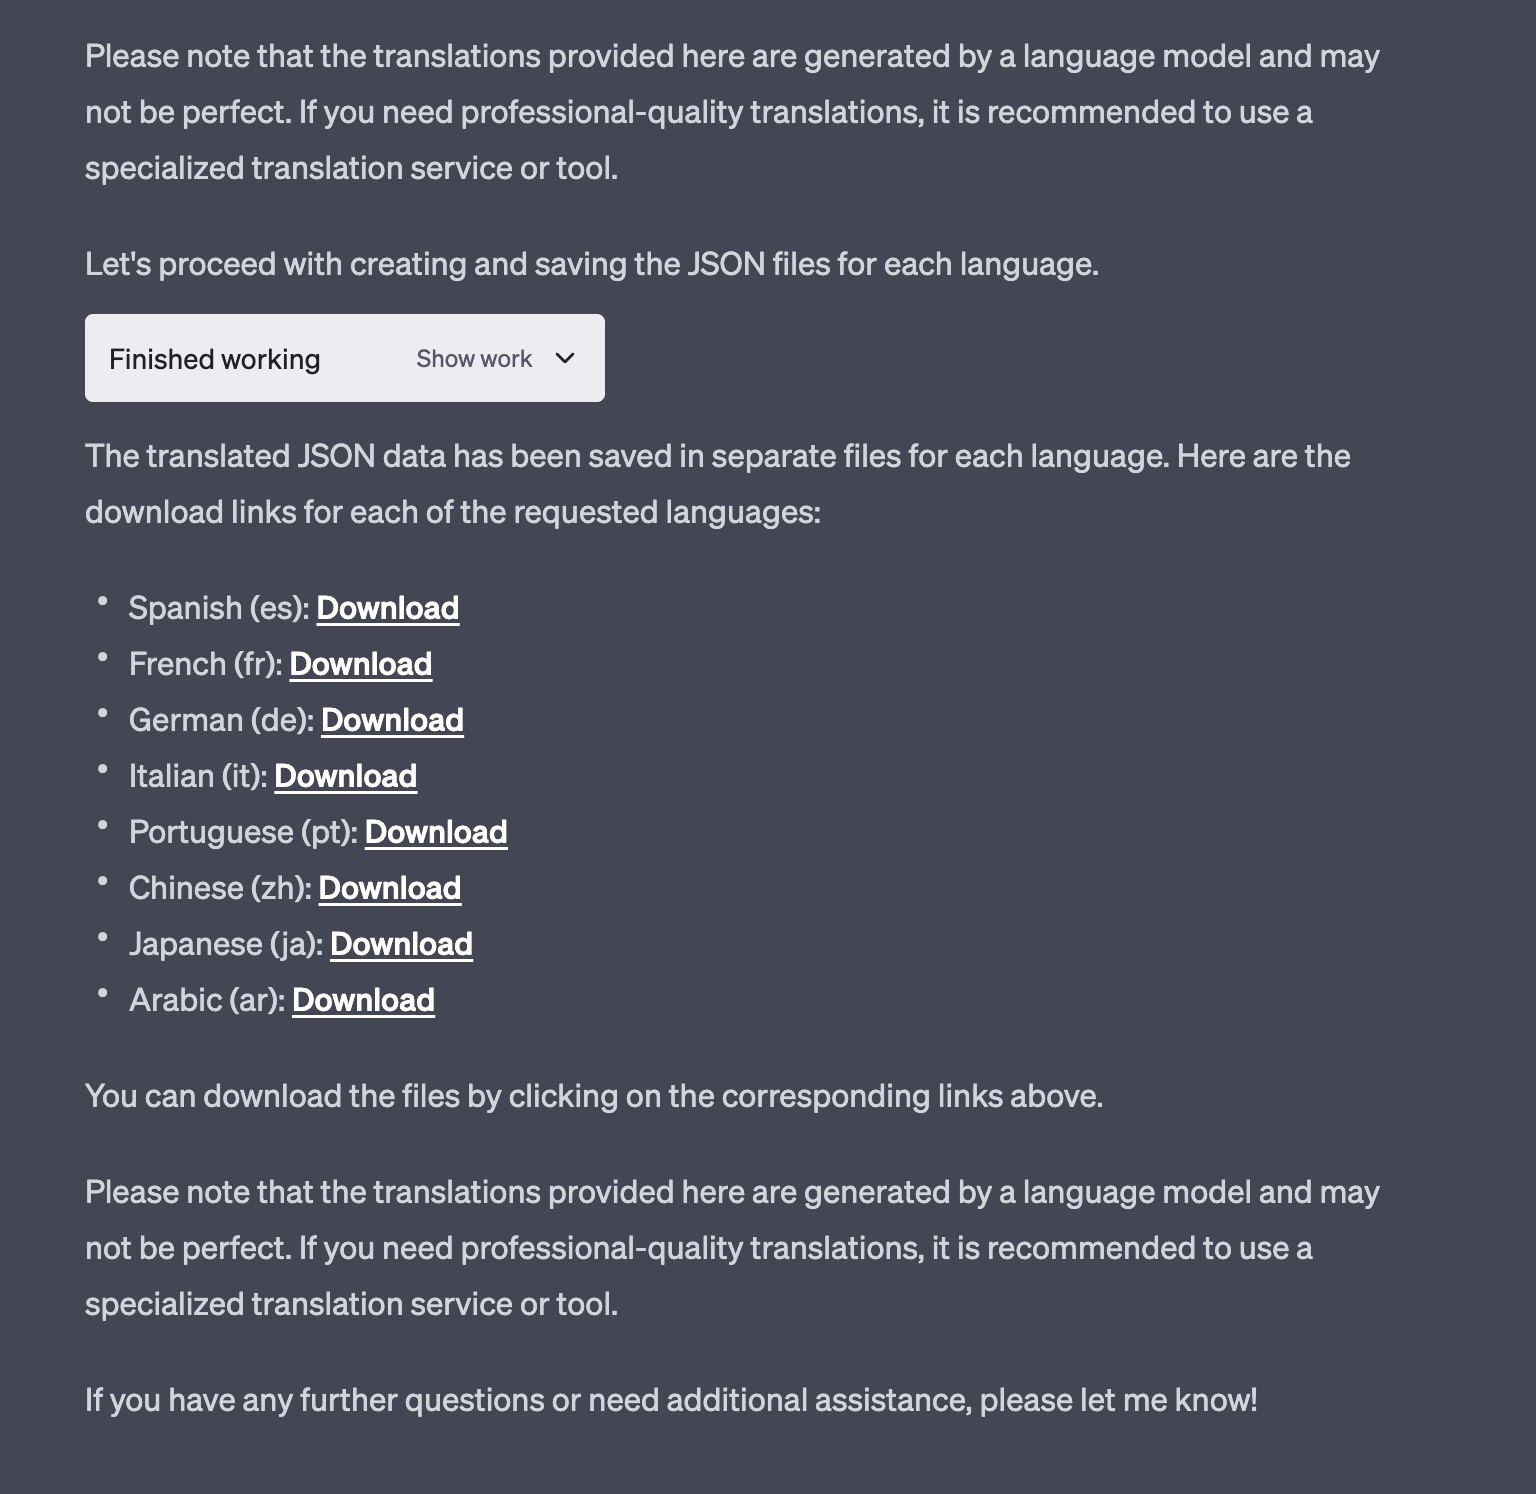 Please note that the translations provided here are generated by a language model and may
not be perfect. If you need professional-quality translations, it is recommended to use a
specialized translation service or tool.
Let's proceed with creating and saving the JSON files for each language.
Finished working Show work
The translated JSON data has been saved in separate files for each language. Here are the
download links for each of the requested languages:
• Spanish (es): Download
• French (fr): Download
• German (de): Download
• Italian (it): Download
• Portuguese (pt): Download
• Chinese (zh): Download
• Japanese (ja): Download
• Arabic (ar): Download
You can download the files by clicking on the corresponding links above.
Please note that the translations provided here are generated by a language model and may
not be perfect. If you need professional-quality translations, it is recommended to use a
specialized translation service or tool.
If you have any further questions or need additional assistance, please let me know!